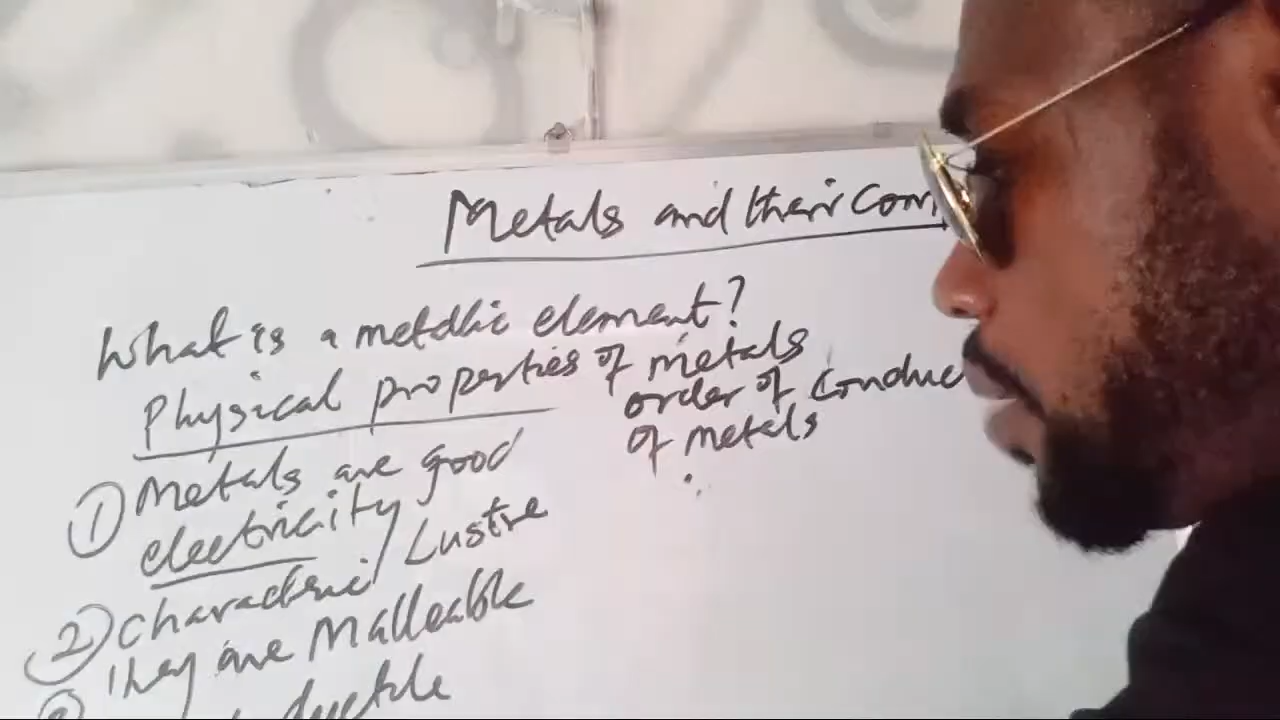 Metals and their Com
What is a metallic element?
Physical properties of metals
order of conduc
of metals
① Metals are good
electricity
② Characteric/ Lustre
They are Malleable
ductile